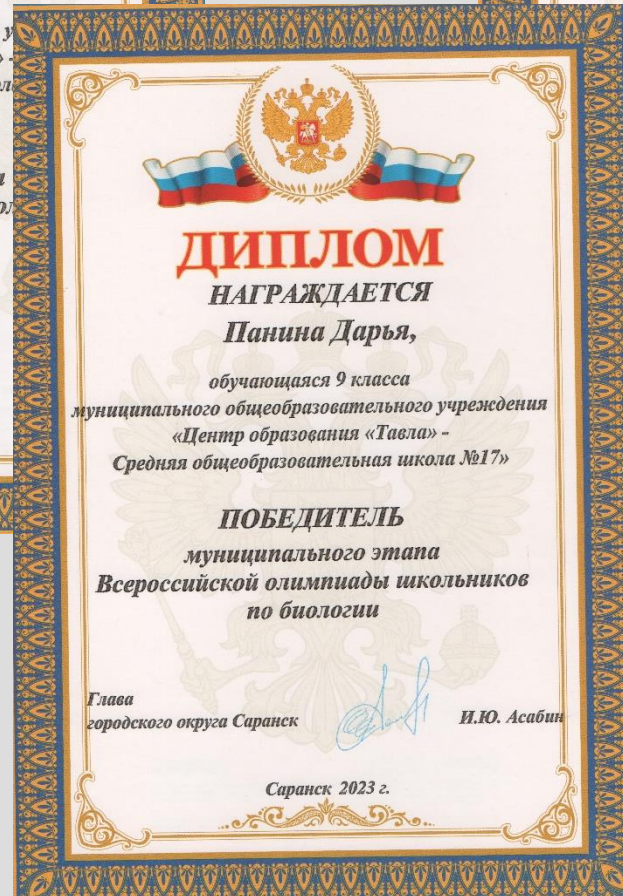 ДИПЛОМ
НАГРАЖДАЕТСЯ
Панина Дарья,
обучающаяся 9 класса
муниципального общеобразовательного учреждения
«Центр образования «Тавла» -
Средняя общеобразовательная школа №17»
ПОБЕДИТЕЛЬ
муниципального этапа
Всероссийской олимпиады школьников
по биологии
Глава
городского округа Саранск И.Ю. Асабин
Саранск 2023 г.